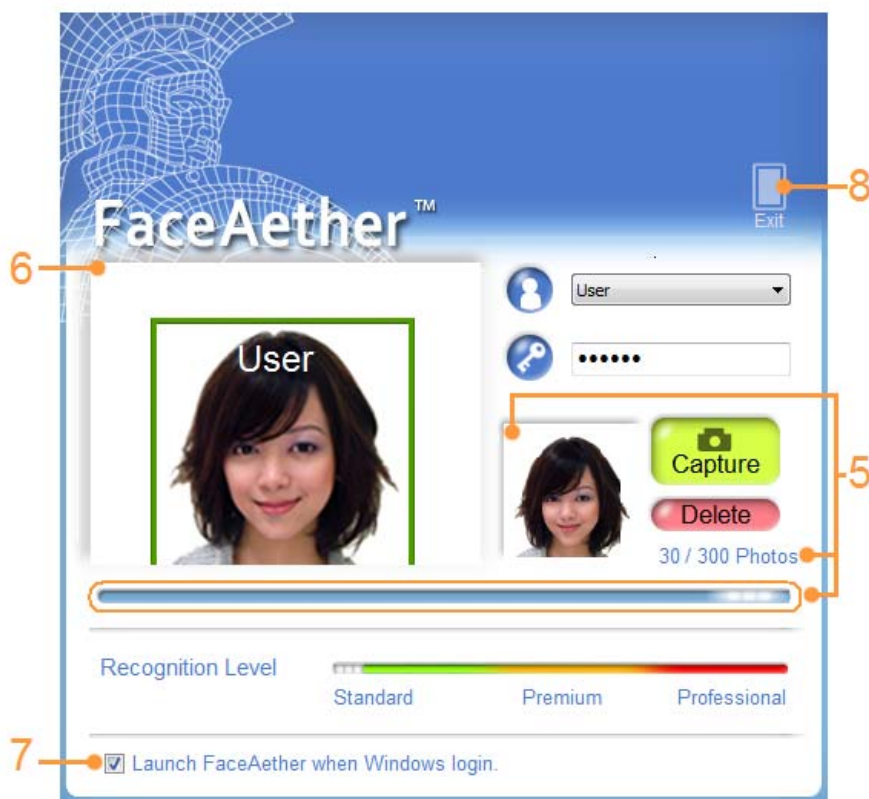 FaceAether™
8
Exit
6
User
User
••••••
Capture
5
Delete
30 / 300 Photos
Recognition Level
Standard Premium Professional
7
Launch FaceAether when Windows login.